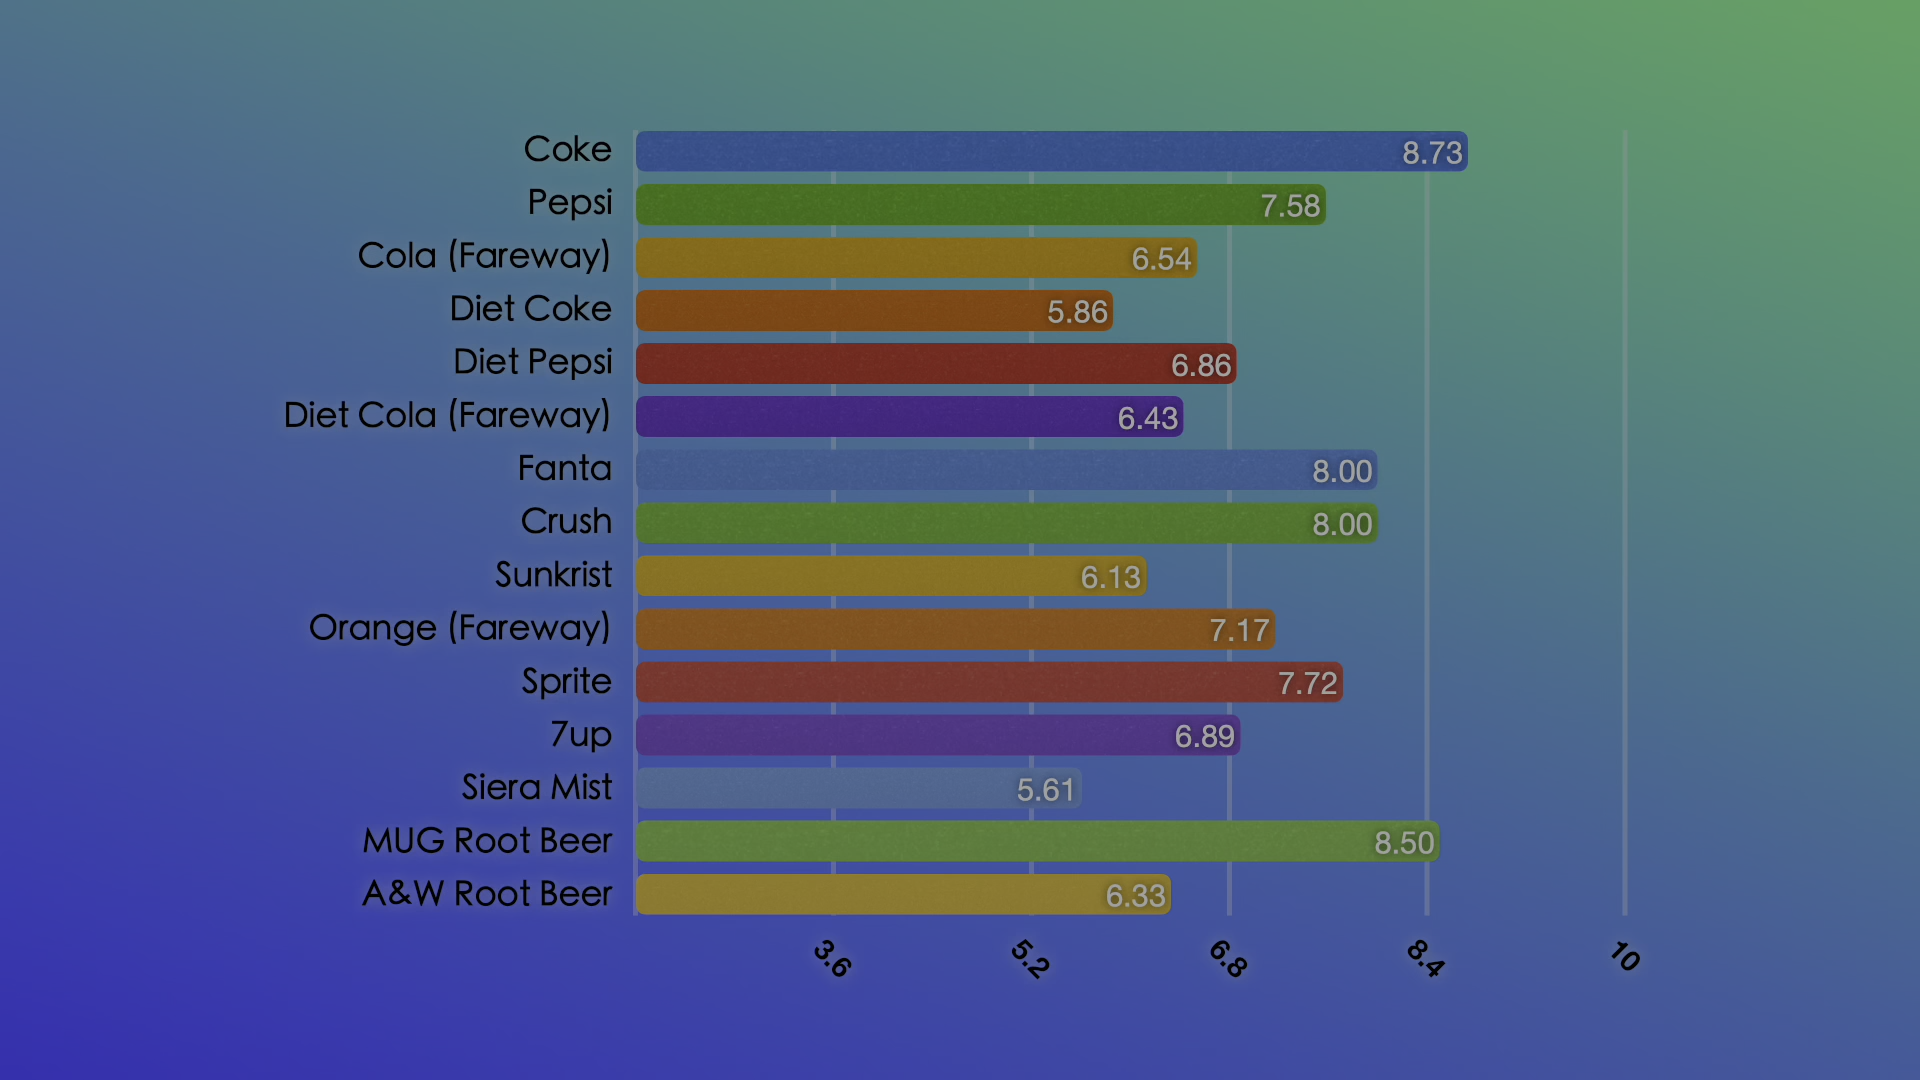 Coke 8.73
Pepsi 7.58
Cola (Fareway) 6.54
Diet Coke 5.86
Diet Pepsi 6.86
Diet Cola (Fareway) 6.43
Fanta 8.00
Crush 8.00
Sunkrist 6.13
Orange (Fareway) 7.17
Sprite 7.72
7up 6.89
Siera Mist 5.61
MUG Root Beer 8.50
A&W Root Beer 6.33
3.6 5.2 6.8 8.4 10